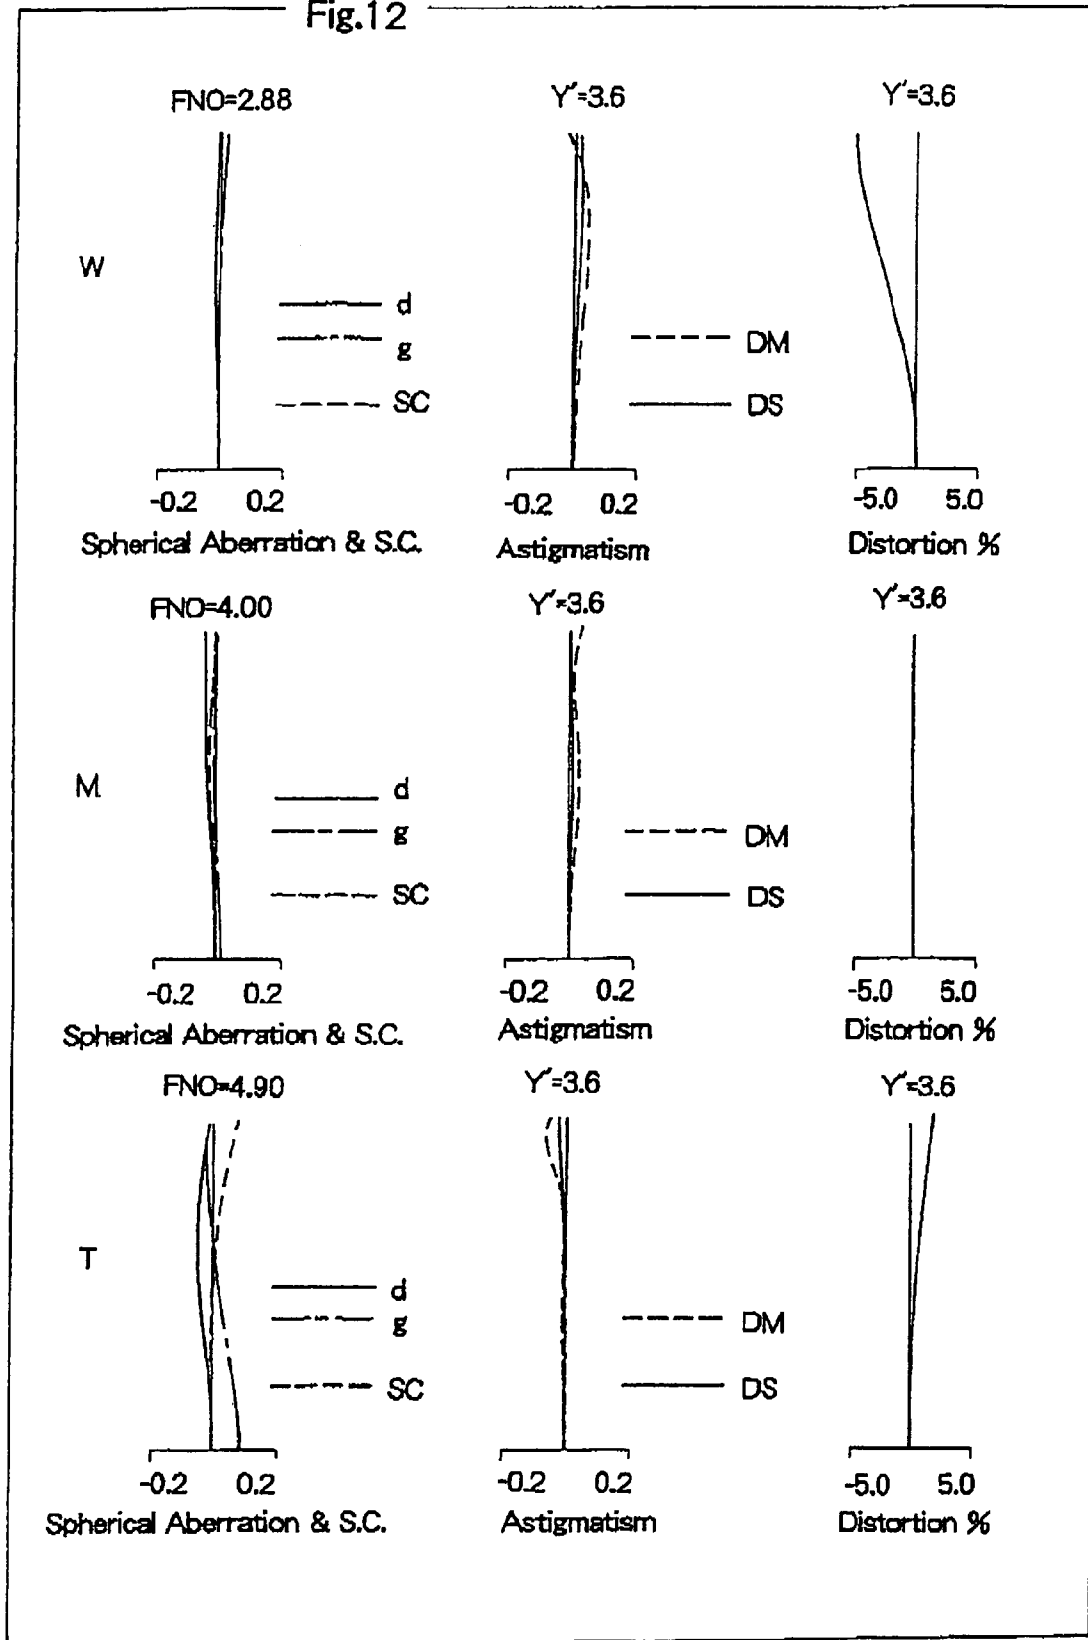 Fig.12
FNO=2.88
Y'=3.6
Y'=3.6
W
d
g
SC
DM
DS
-0.2 0.2
-0.2 0.2
-5.0 5.0
Spherical Aberration & S.C.
Astigmatism
Distortion %
FNO=4.00
Y'=3.6
Y'=3.6
M
d
g
SC
DM
DS
-0.2 0.2
-0.2 0.2
-5.0 5.0
Spherical Aberration & S.C.
Astigmatism
Distortion %
FNO=4.90
Y'=3.6
Y'=3.6
T
d
g
SC
DM
DS
-0.2 0.2
-0.2 0.2
-5.0 5.0
Spherical Aberration & S.C.
Astigmatism
Distortion %